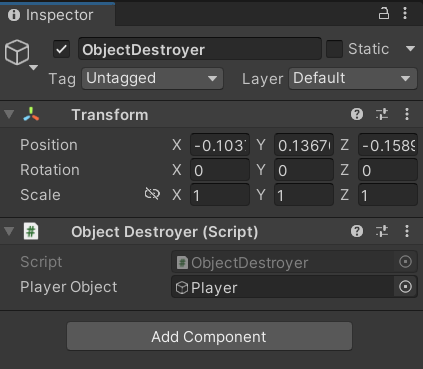 Inspector
ObjectDestroyer Static
Tag Untagged Layer Default
Transform
Position X -0.1037 Y 0.1367 Z -0.1589
Rotation X 0 Y 0 Z 0
Scale X 1 Y 1 Z 1
# Object Destroyer (Script)
Script # ObjectDestroyer
Player Object Player
Add Component